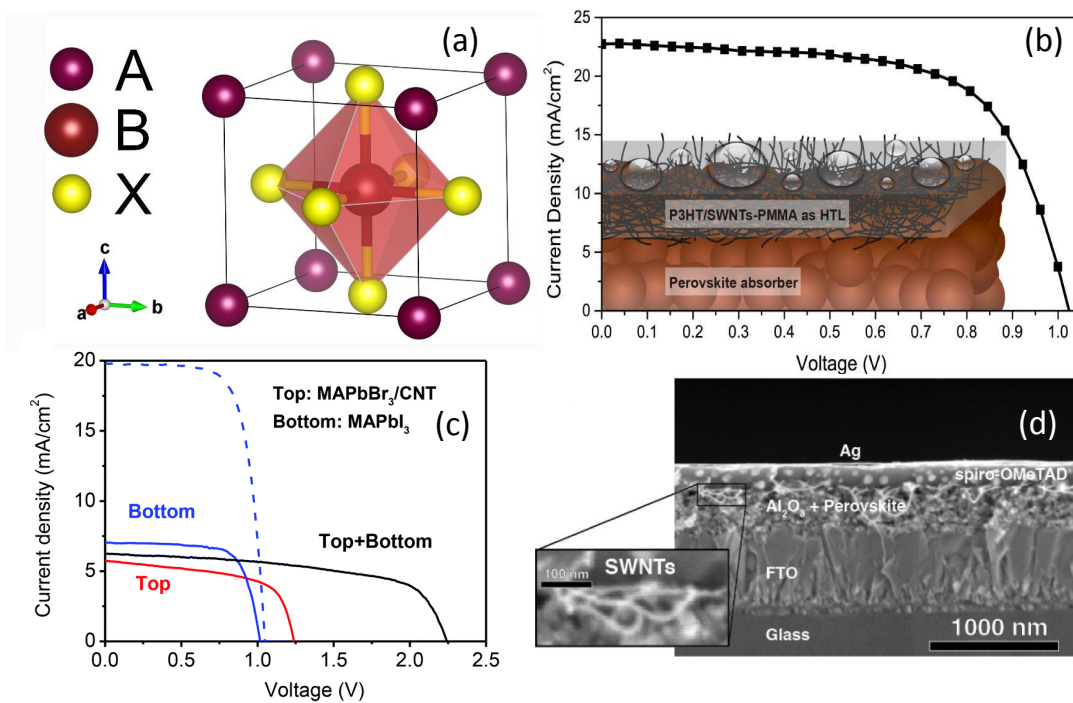 (a)
A
B
X
c
a
b
(b)
Current Density (mA/cm²)
25
20
15
10
5
0
P3HT/SWNTs-PMMA as HTL
Perovskite absorber
0.0 0.1 0.2 0.3 0.4 0.5 0.6 0.7 0.8 0.9 1.0
Voltage (V)
(c)
Current density (mA/cm²)
20
15
10
5
0
Top: MAPbBr₃/CNT
Bottom: MAPbI₃
Bottom
Top+Bottom
Top
0.0 0.5 1.0 1.5 2.0 2.5
Voltage (V)
(d)
Ag
spiro-OMeTAD
Al₂O₃ + Perovskite
FTO
Glass
1000 nm
SWNTs
100 nm